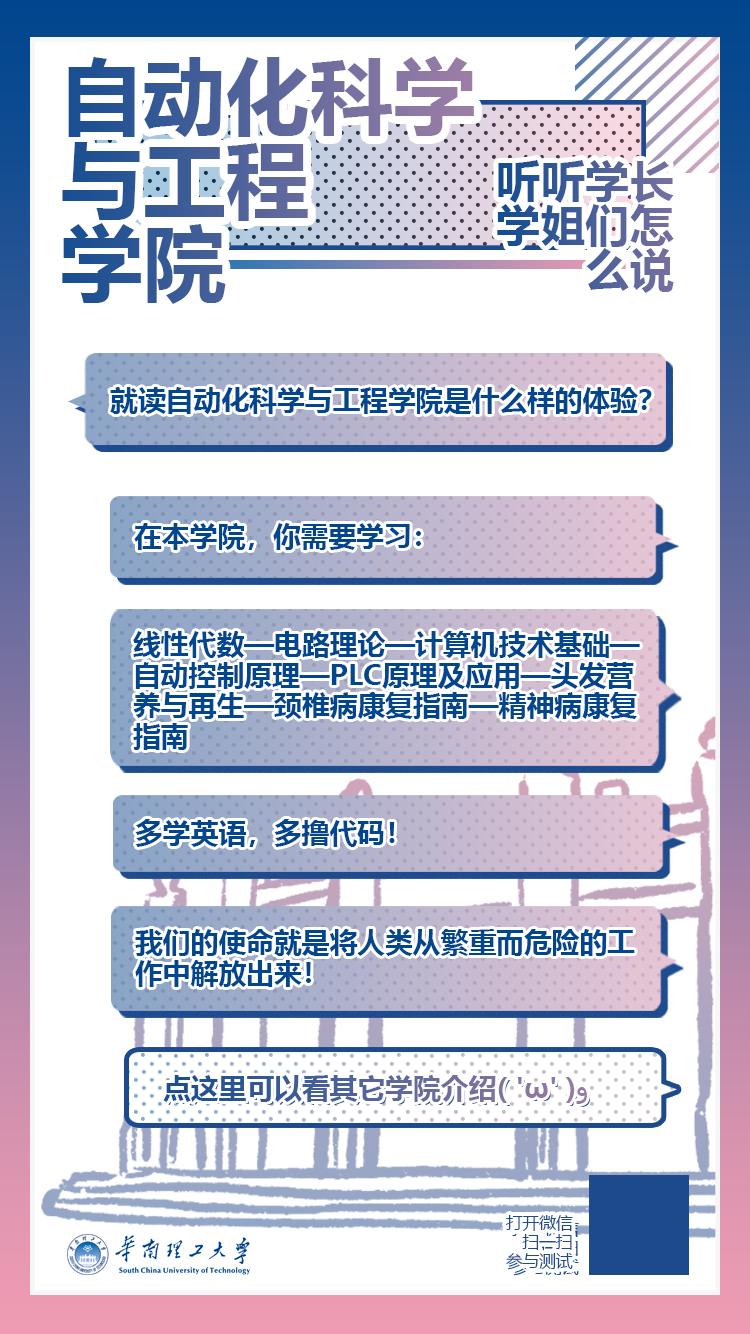 自动化科学
与工程
学院
听听学长
学姐们怎
么说
就读自动化科学与工程学院是什么样的体验?
在本学院，你需要学习：
线性代数—电路理论—计算机技术基础—
自动控制原理—PLC原理及应用—头发营
养与再生—颈椎病康复指南—精神病康复
指南
多学英语，多撸代码！
我们的使命就是将人类从繁重而危险的工
作中解放出来！
点这里可以看其它学院介绍( 'ω' )و
华南理工大学
South China University of Technology
打开微信
扫一扫
参与测试